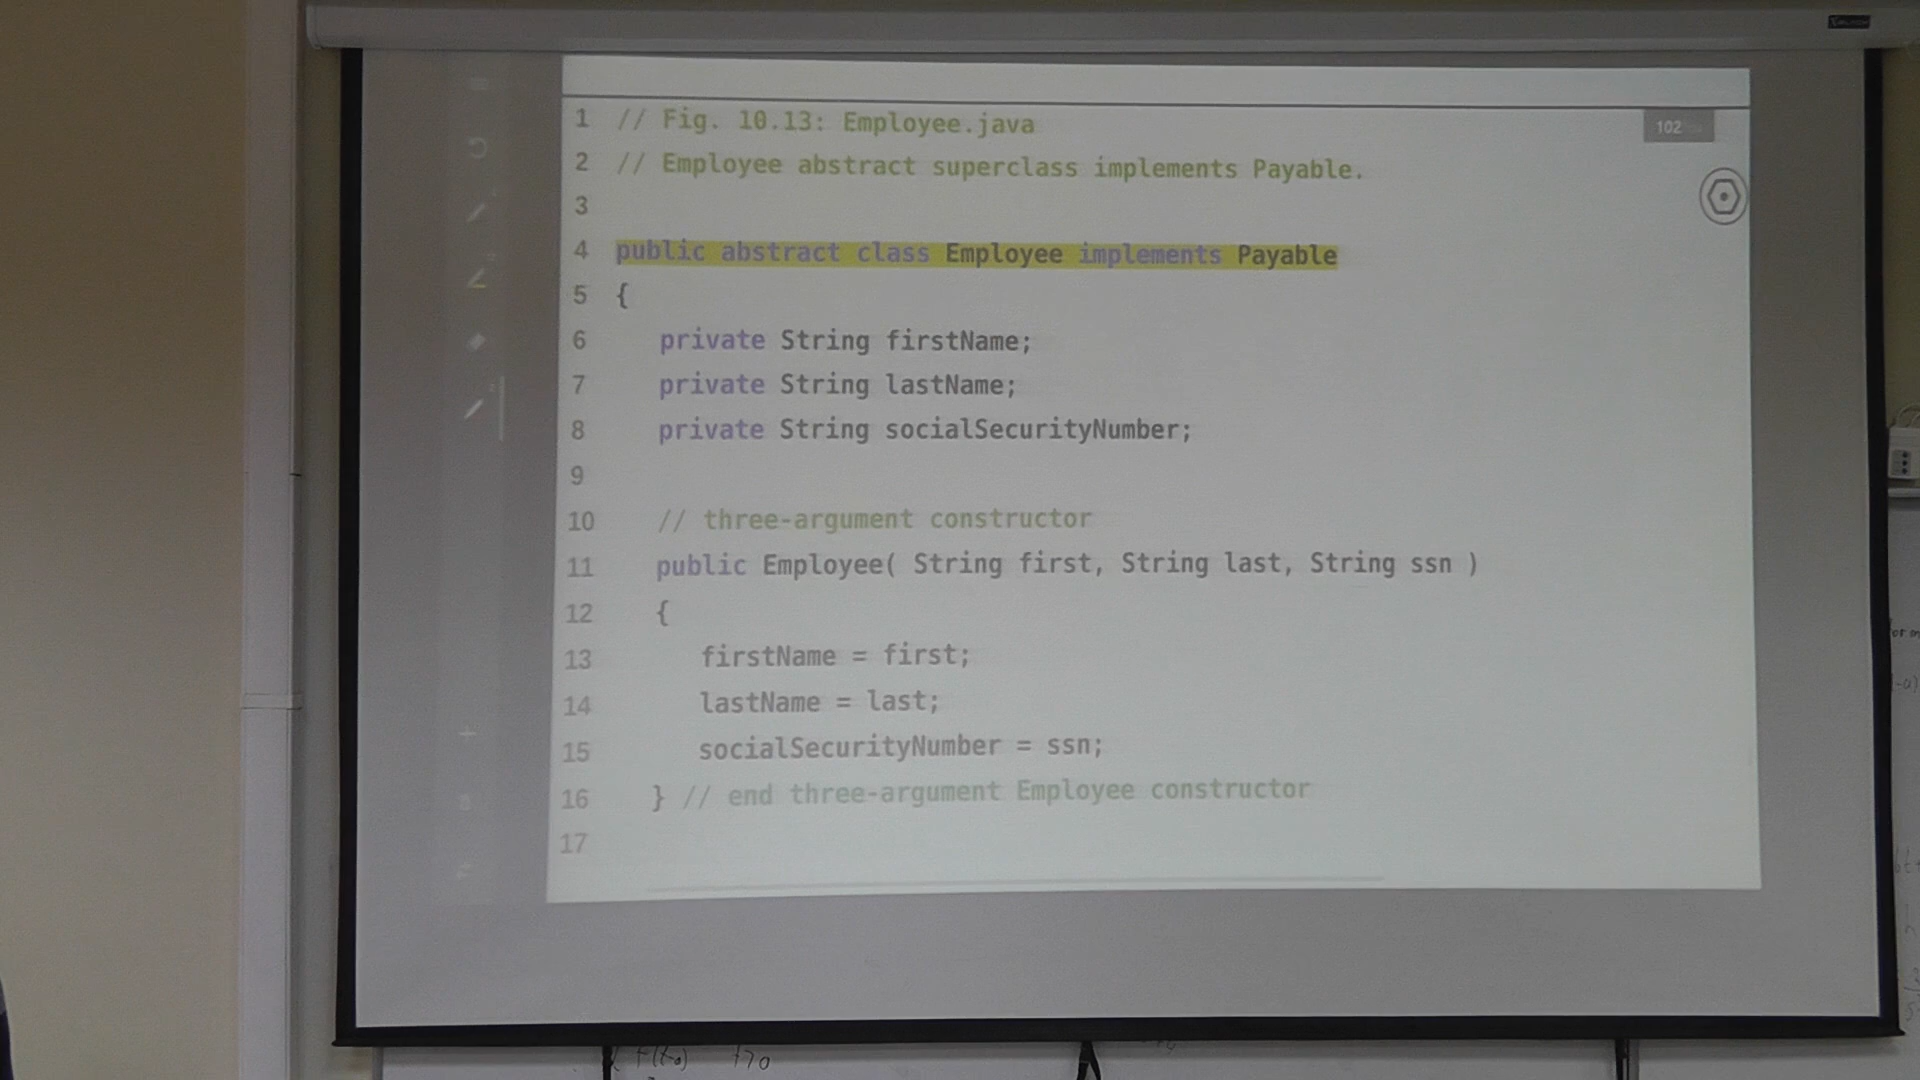 102
1 // Fig. 10.13: Employee.java
2 // Employee abstract superclass implements Payable.
3
4 public abstract class Employee implements Payable
5 {
6 private String firstName;
7 private String lastName;
8 private String socialSecurityNumber;
9
10 // three-argument constructor
11 public Employee( String first, String last, String ssn )
12 {
13 firstName = first;
14 lastName = last;
15 socialSecurityNumber = ssn;
16 } // end three-argument Employee constructor
17